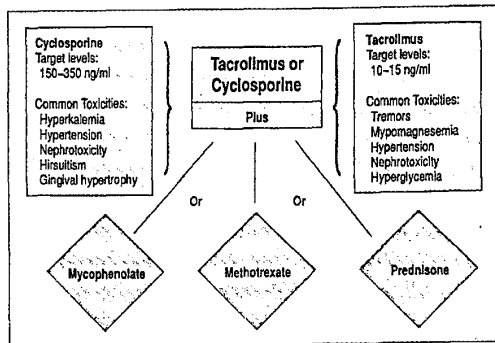 Cyclosporine
Target levels:
150–350 ng/ml
Common Toxicities:
Hyperkalemia
Hypertension
Nephrotoxicity
Hirsuitism
Gingival hypertrophy
Tacrolimus or
Cyclosporine
Plus
Tacrolimus
Target levels:
10–15 ng/ml
Common Toxicities:
Tremors
Mypomagnesemia
Hypertension
Nephrotoxicity
Hyperglycemia
Or
Or
Mycophenolate
Methotrexate
Prednisone